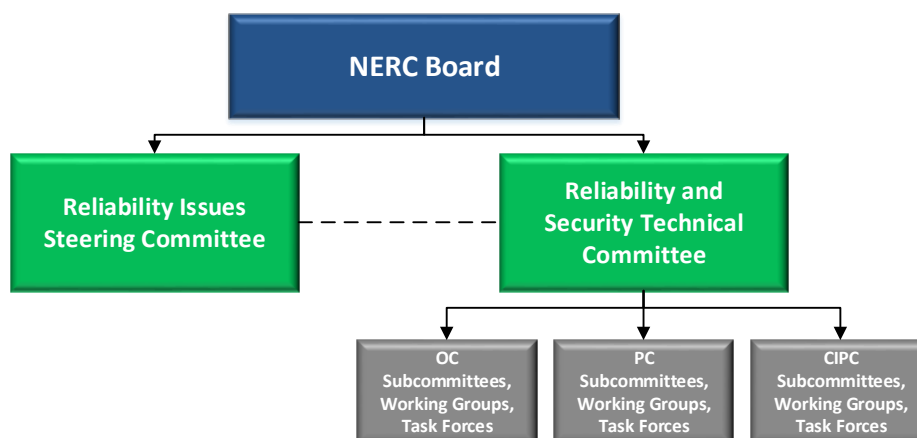 NERC Board
Reliability Issues
Steering Committee
Reliability and
Security Technical
Committee
OC
Subcommittees,
Working Groups,
Task Forces
PC
Subcommittees,
Working Groups,
Task Forces
CIPC
Subcommittees,
Working Groups,
Task Forces